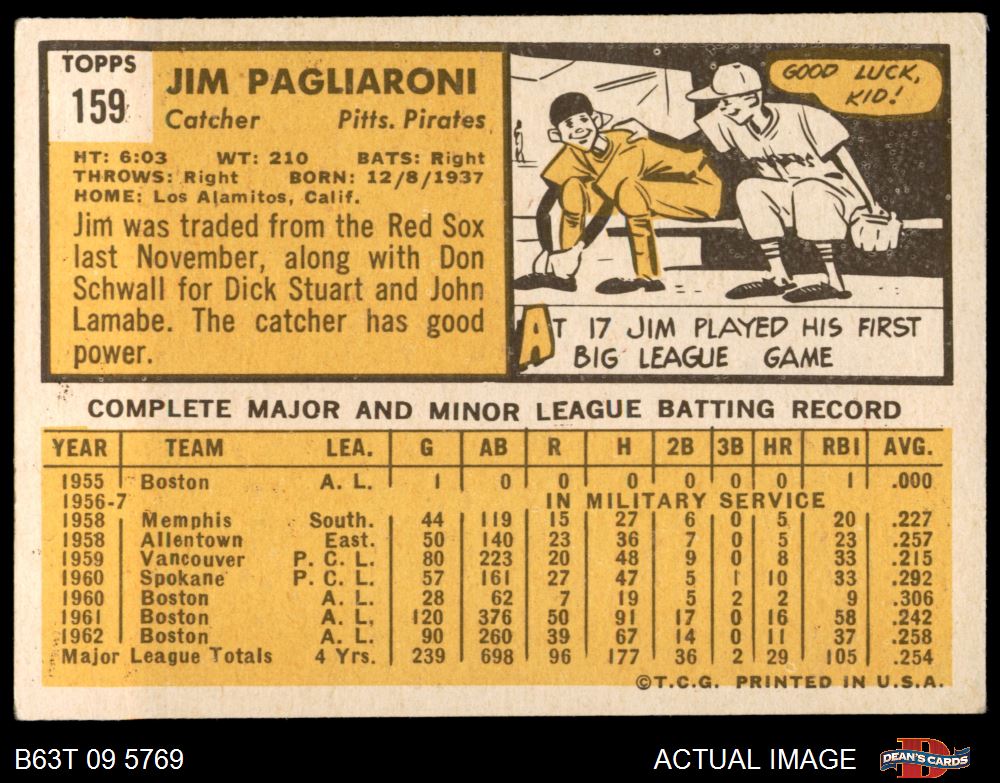 TOPPS
159
JIM PAGLIARONI
Catcher Pitts. Pirates
HT: 6:03 WT: 210 BATS: Right
THROWS: Right BORN: 12/8/1937
HOME: Los Alamitos, Calif.
Jim was traded from the Red Sox
last November, along with Don
Schwall for Dick Stuart and John
Lamabe. The catcher has good
power.
GOOD LUCK,
KID!
AT 17 JIM PLAYED HIS FIRST
BIG LEAGUE GAME
COMPLETE MAJOR AND MINOR LEAGUE BATTING RECORD
YEAR TEAM LEA. G AB R H 2B 3B HR RBI AVG.
1955 Boston A. L. 1 0 0 0 0 0 0 1 .000
1956-7 IN MILITARY SERVICE
1958 Memphis South. 44 119 15 27 6 0 5 20 .227
1958 Allentown East. 50 140 23 36 7 0 5 23 .257
1959 Vancouver P. C. L. 80 223 20 48 9 0 8 33 .215
1960 Spokane P. C. L. 57 161 27 47 5 1 10 33 .292
1960 Boston A. L. 28 62 7 19 5 2 2 9 .306
1961 Boston A. L. 120 376 50 91 17 0 16 58 .242
1962 Boston A. L. 90 260 39 67 14 0 11 37 .258
Major League Totals 4 Yrs. 239 698 96 177 36 2 29 105 .254
©T.C.G. PRINTED IN U.S.A.
B63T 09 5769 ACTUAL IMAGE DEAN'S CARDS